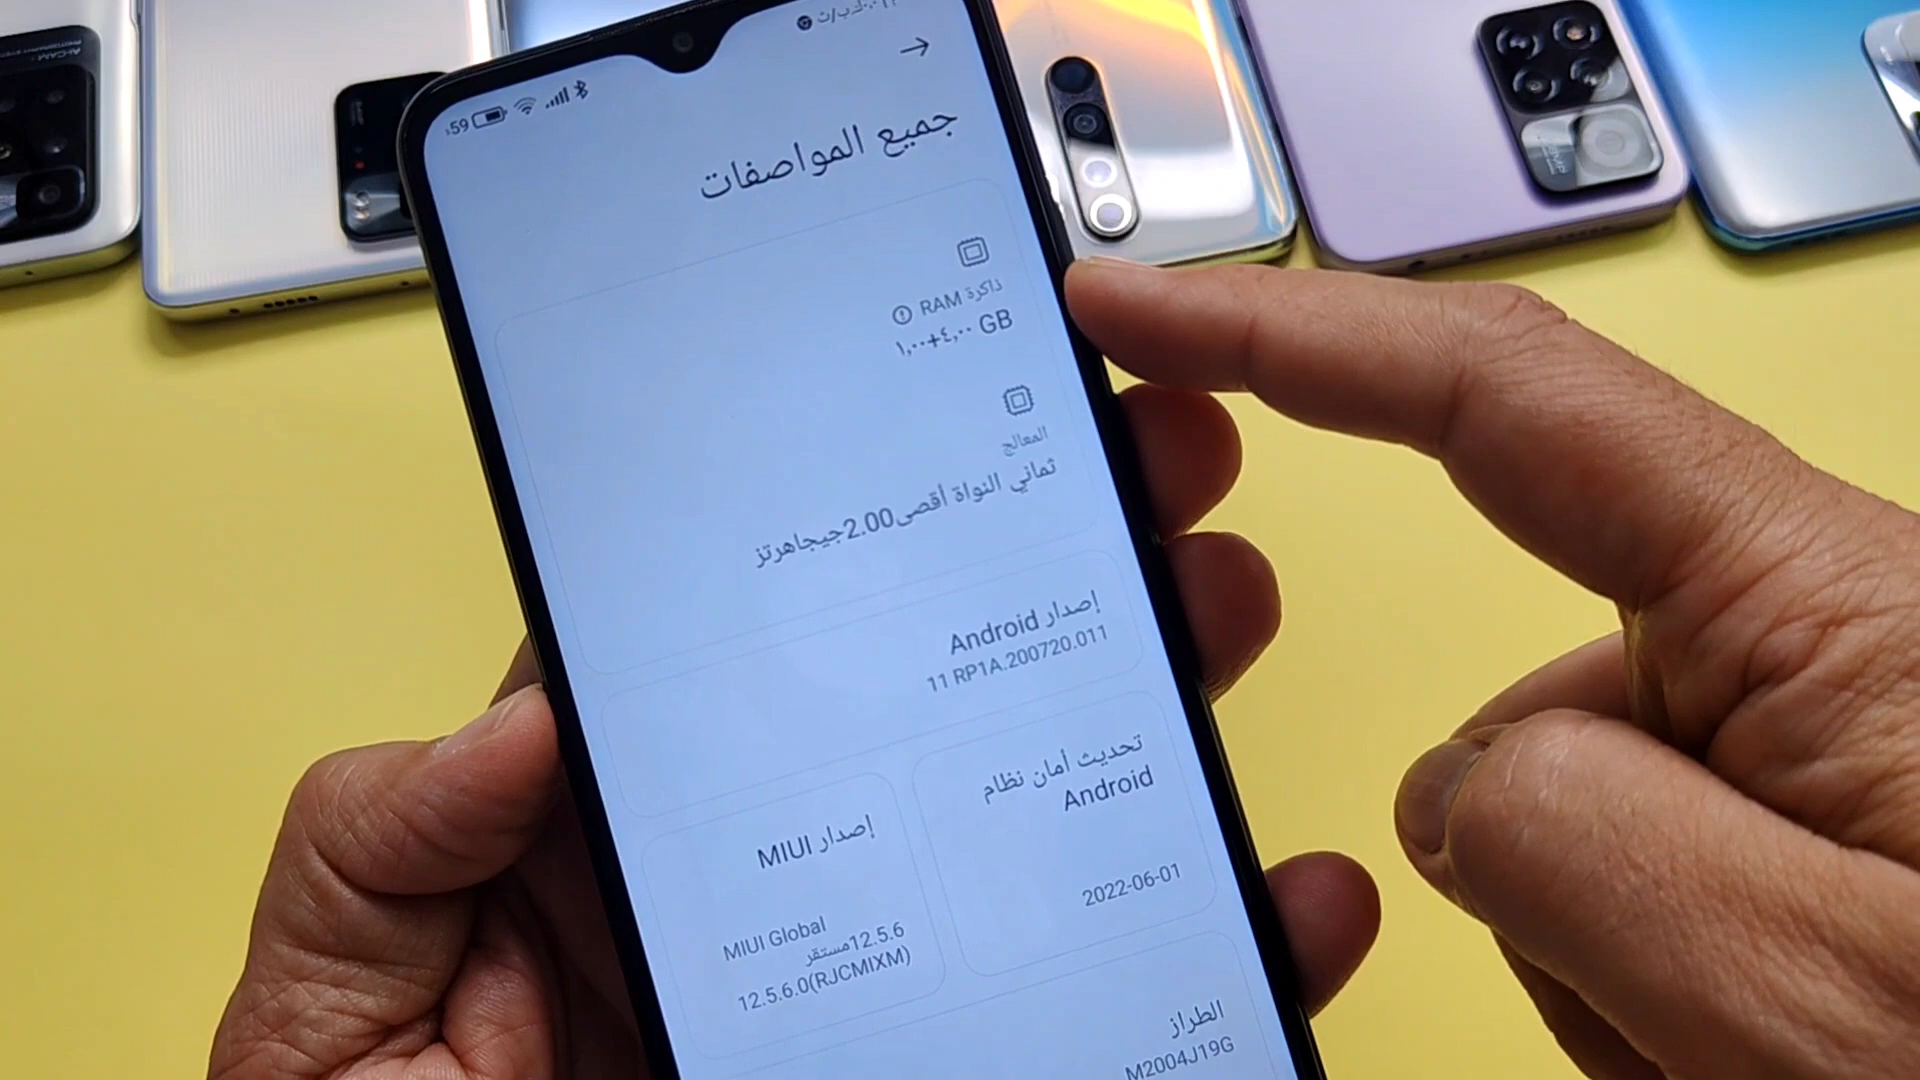 59
جميع المواصفات
ذاكرة RAM
١,٠٠+٤,٠٠ GB
المعالج
ثماني النواة أقصى2.00جيجاهرتز
إصدار Android
11 RP1A.200720.011
تحديث أمان نظام
Android
2022-06-01
إصدار MIUI
MIUI Global
12.5.6مستقر
12.5.6.0(RJCMIXM)
الطراز
M2004J19G